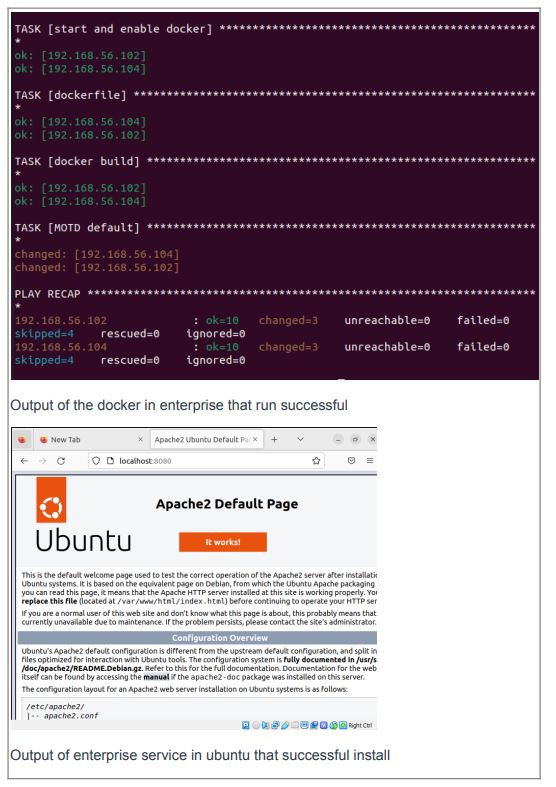 TASK [start and enable docker] ************************************************
*
ok: [192.168.56.102]
ok: [192.168.56.104]
TASK [dockerfile] *************************************************************
*
ok: [192.168.56.104]
ok: [192.168.56.102]
TASK [docker build] ***********************************************************
*
ok: [192.168.56.102]
ok: [192.168.56.104]
TASK [MOTD default] ***********************************************************
*
changed: [192.168.56.104]
changed: [192.168.56.102]
PLAY RECAP ********************************************************************
*
192.168.56.102 : ok=10 changed=3 unreachable=0 failed=0
skipped=4 rescued=0 ignored=0
192.168.56.104 : ok=10 changed=3 unreachable=0 failed=0
skipped=4 rescued=0 ignored=0
Output of the docker in enterprise that run successful
New Tab × Apache2 Ubuntu Default Pa × +
localhost:8080
Apache2 Default Page
Ubuntu
It works!
This is the default welcome page used to test the correct operation of the Apache2 server after installatio
Ubuntu systems. It is based on the equivalent page on Debian, from which the Ubuntu Apache packaging
you can read this page, it means that the Apache HTTP server installed at this site is working properly. You
replace this file (located at /var/www/html/index.html) before continuing to operate your HTTP ser
If you are a normal user of this web site and don't know what this page is about, this probably means that
currently unavailable due to maintenance. If the problem persists, please contact the site's administrator.
Configuration Overview
Ubuntu's Apache2 default configuration is different from the upstream default configuration, and split in
files optimized for interaction with Ubuntu tools. The configuration system is fully documented in /usr/s
/doc/apache2/README.Debian.gz. Refer to this for the full documentation. Documentation for the web
itself can be found by accessing the manual if the apache2-doc package was installed on this server.
The configuration layout for an Apache2 web server installation on Ubuntu systems is as follows:
/etc/apache2/
|-- apache2.conf
Right Ctrl
Output of enterprise service in ubuntu that successful install